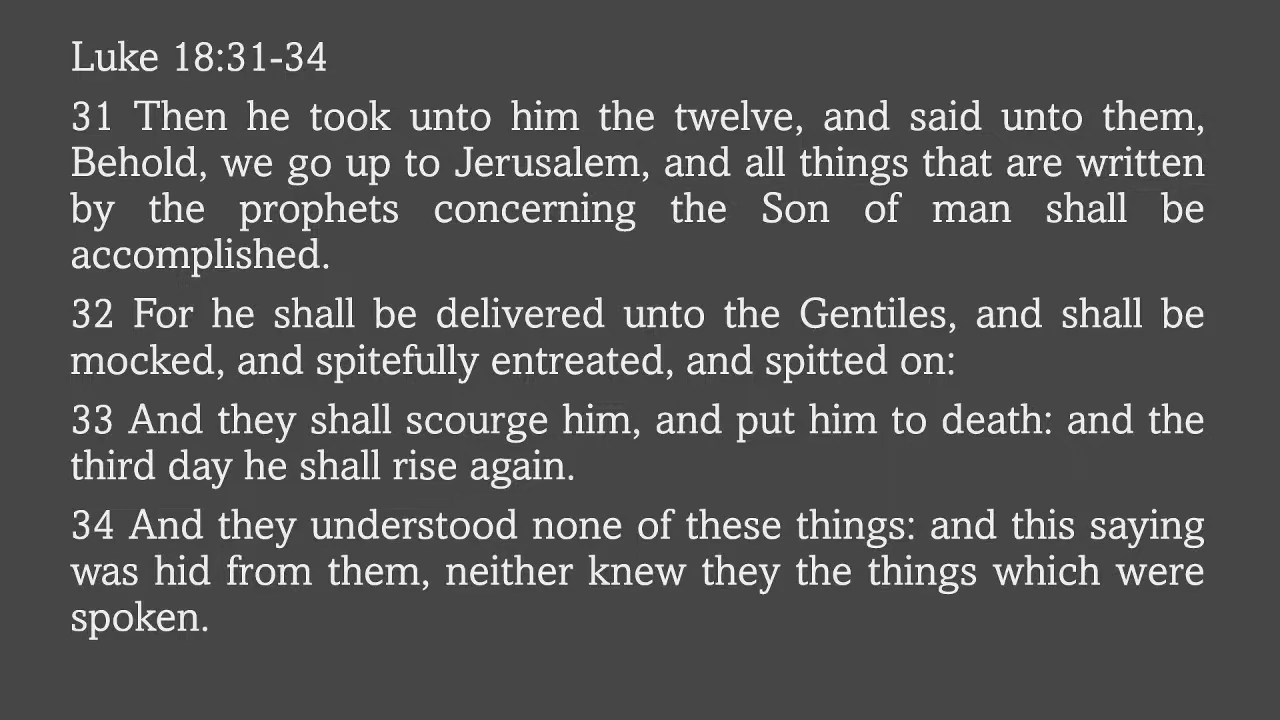 Luke 18:31-34
31 Then he took unto him the twelve, and said unto them,
Behold, we go up to Jerusalem, and all things that are written
by the prophets concerning the Son of man shall be
accomplished.
32 For he shall be delivered unto the Gentiles, and shall be
mocked, and spitefully entreated, and spitted on:
33 And they shall scourge him, and put him to death: and the
third day he shall rise again.
34 And they understood none of these things: and this saying
was hid from them, neither knew they the things which were
spoken.